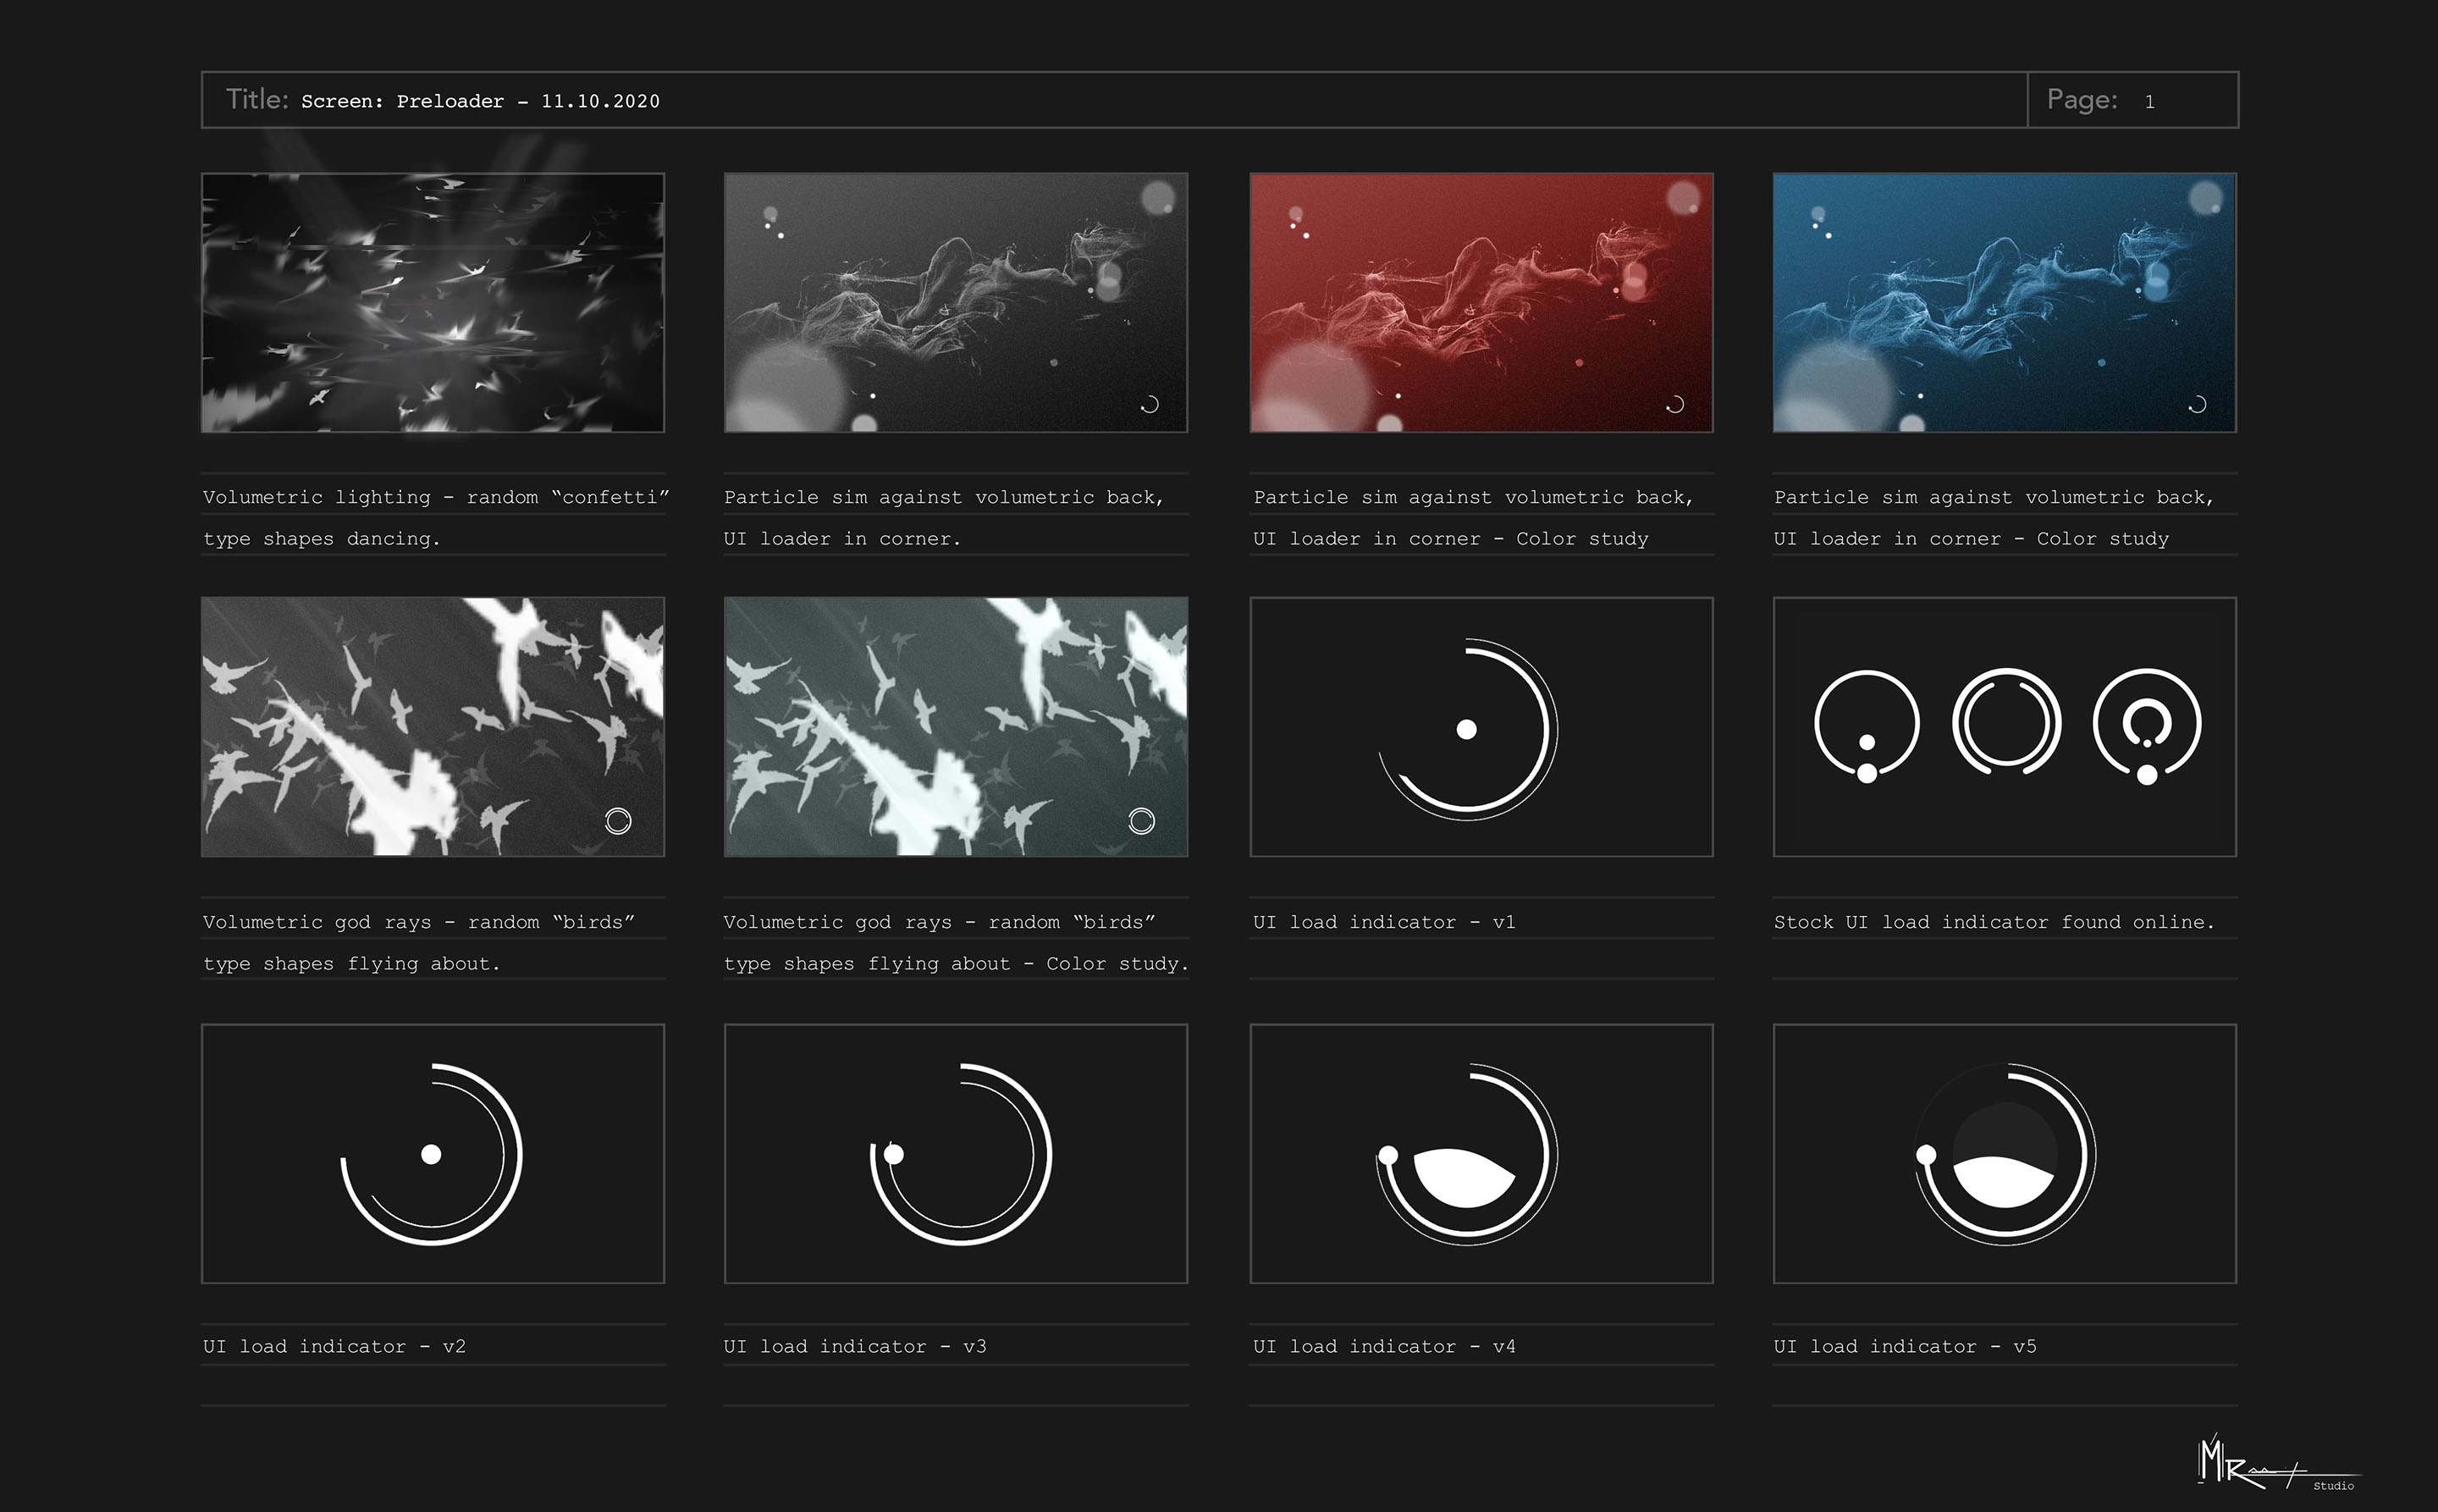 Title: Screen: Preloader - 11.10.2020
Page: 1
Volumetric lighting - random “confetti”
type shapes dancing.
Particle sim against volumetric back,
UI loader in corner.
Particle sim against volumetric back,
UI loader in corner - Color study
Particle sim against volumetric back,
UI loader in corner - Color study
Volumetric god rays - random “birds”
type shapes flying about.
Volumetric god rays - random “birds”
type shapes flying about - Color study.
UI load indicator - v1
Stock UI load indicator found online.
UI load indicator - v2
UI load indicator - v3
UI load indicator - v4
UI load indicator - v5
Studio